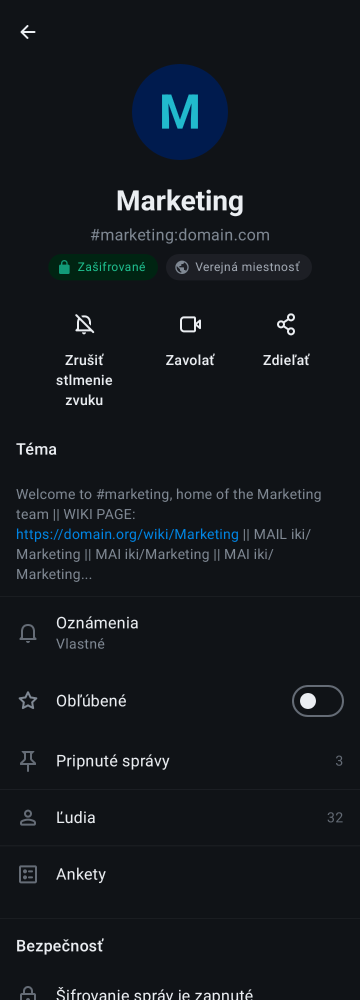 M
Marketing
#marketing:domain.com
Zašifrované
Verejná miestnosť
Zrušiť
stlmenie
zvuku
Zavolať
Zdieľať
Téma
Welcome to #marketing, home of the Marketing
team || WIKI PAGE:
https://domain.org/wiki/Marketing || MAIL iki/
Marketing || MAI iki/Marketing || MAI iki/
Marketing...
Oznámenia
Vlastné
Obľúbené
Pripnuté správy 3
Ľudia 32
Ankety
Bezpečnosť
Šifrovanie správ je zapnuté